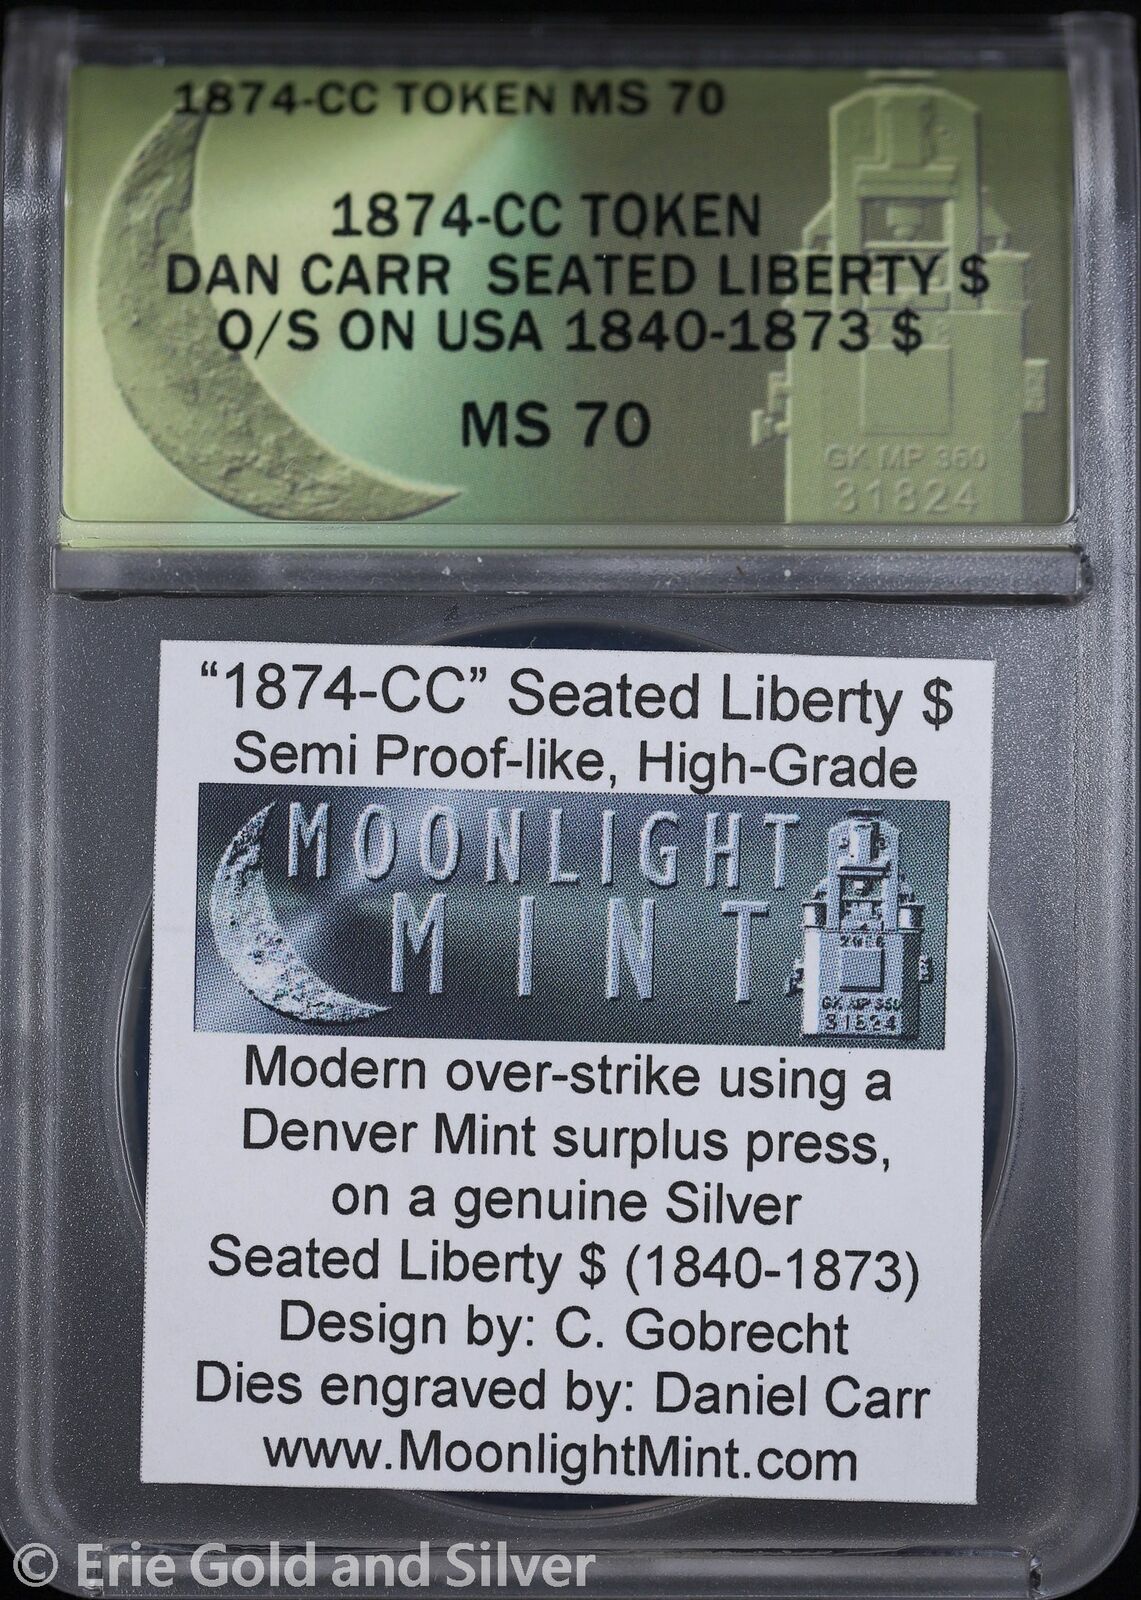 1874-CC TOKEN MS 70
1874-CC TOKEN
DAN CARR SEATED LIBERTY $
O/S ON USA 1840-1873 $
MS 70
GK MP 360
31824
"1874-CC" Seated Liberty $
Semi Proof-like, High-Grade
MOONLIGHT
MINT
GK MP 360
31824
Modern over-strike using a
Denver Mint surplus press,
on a genuine Silver
Seated Liberty $ (1840-1873)
Design by: C. Gobrecht
Dies engraved by: Daniel Carr
www.MoonlightMint.com
© Erie Gold and Silver